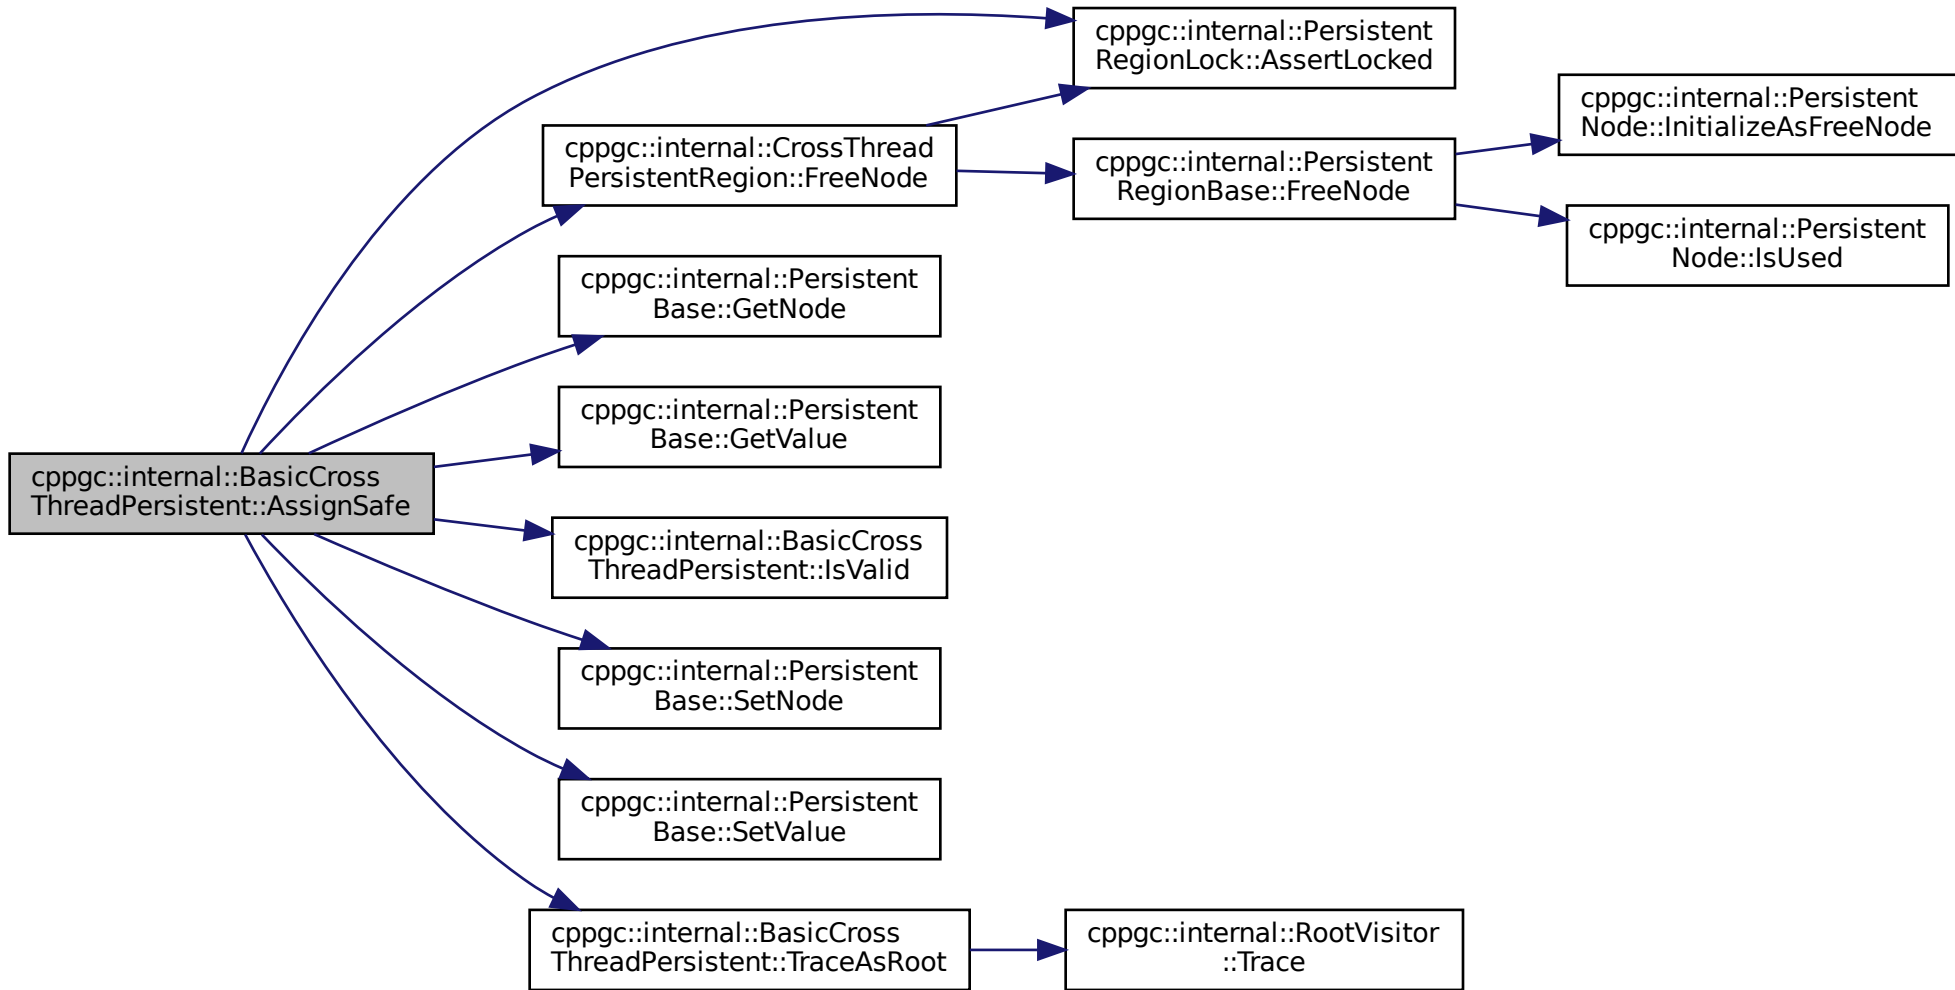 cppgc::internal::Persistent
RegionLock::AssertLocked
cppgc::internal::Persistent
Node::InitializeAsFreeNode
cppgc::internal::CrossThread
PersistentRegion::FreeNode
cppgc::internal::Persistent
RegionBase::FreeNode
cppgc::internal::Persistent
Node::IsUsed
cppgc::internal::Persistent
Base::GetNode
cppgc::internal::Persistent
Base::GetValue
cppgc::internal::BasicCross
ThreadPersistent::AssignSafe
cppgc::internal::BasicCross
ThreadPersistent::IsValid
cppgc::internal::Persistent
Base::SetNode
cppgc::internal::Persistent
Base::SetValue
cppgc::internal::BasicCross
ThreadPersistent::TraceAsRoot
cppgc::internal::RootVisitor
::Trace